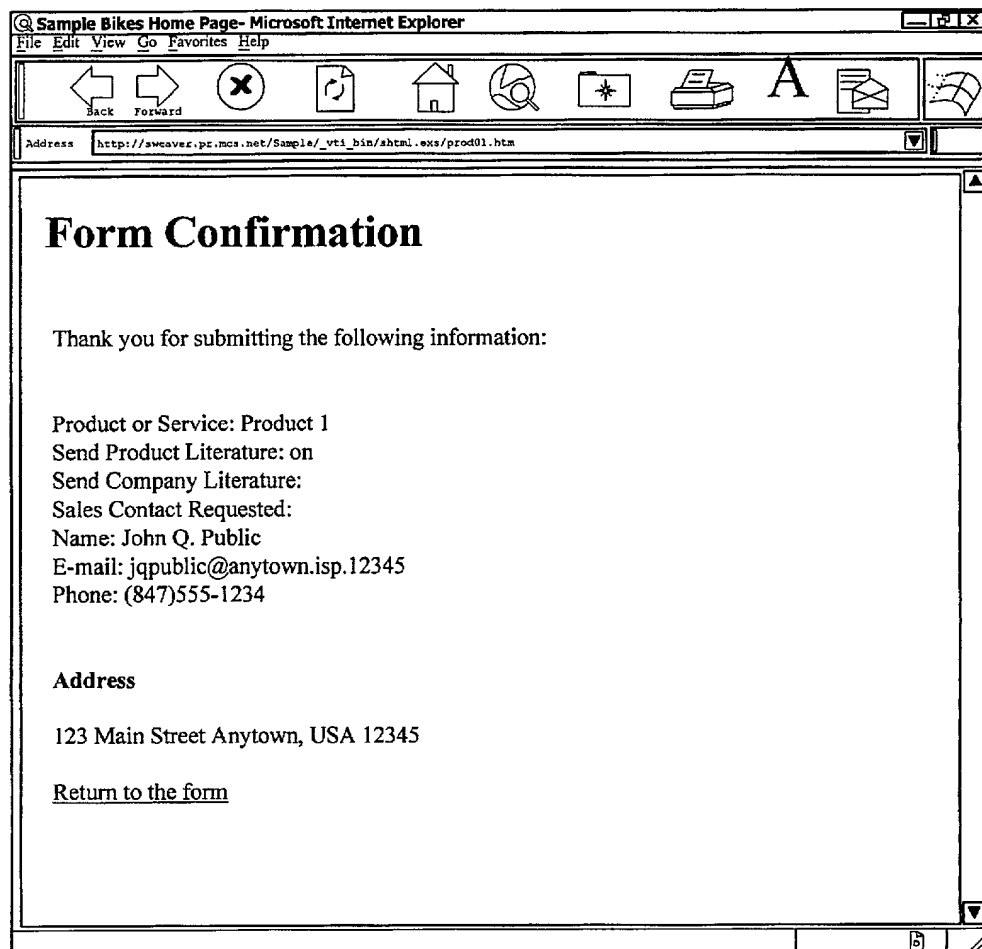 Sample Bikes Home Page- Microsoft Internet Explorer
File Edit View Go Favorites Help
Back Forward A
Address http://sweaver.pr.mcs.net/Sample/_vti_bin/shtml.exs/prod01.htm
Form Confirmation
Thank you for submitting the following information:
Product or Service: Product 1
Send Product Literature: on
Send Company Literature:
Sales Contact Requested:
Name: John Q. Public
E-mail: jqpublic@anytown.isp.12345
Phone: (847)555-1234
Address
123 Main Street Anytown, USA 12345
Return to the form